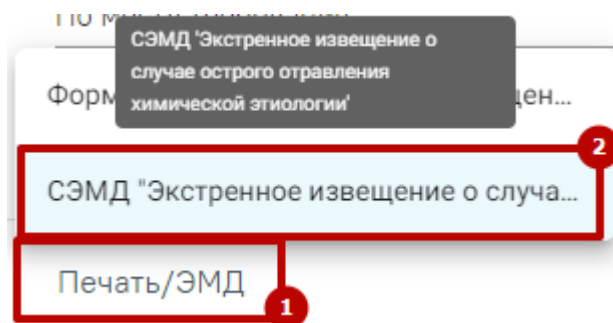 СЭМД 'Экстренное извещение о
случае острого отравления
химической этиологии'
2
СЭМД "Экстренное извещение о случа...
Печать/ЭМД
1